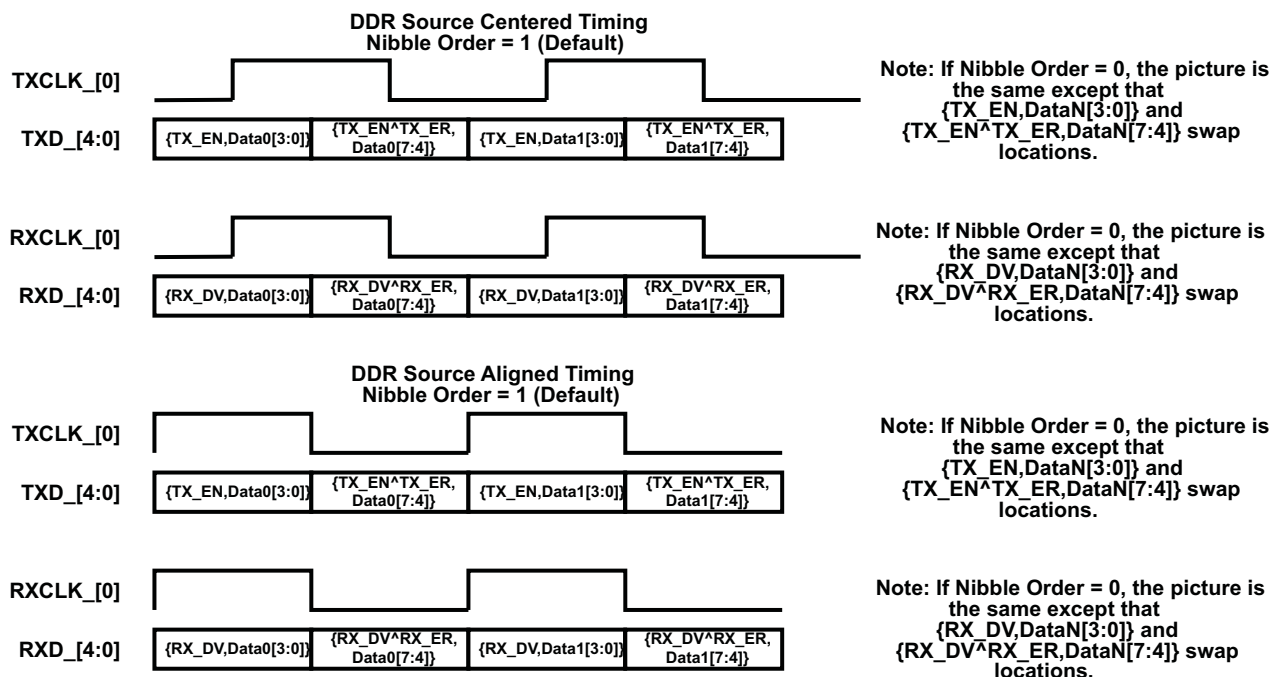 DDR Source Centered Timing
Nibble Order = 1 (Default)
TXCLK_[0]
TXD_[4:0]
{TX_EN,Data0[3:0]}
{TX_EN^TX_ER,
Data0[7:4]}
{TX_EN,Data1[3:0]}
{TX_EN^TX_ER,
Data1[7:4]}
Note: If Nibble Order = 0, the picture is
the same except that
{TX_EN,DataN[3:0]} and
{TX_EN^TX_ER,DataN[7:4]} swap
locations.
RXCLK_[0]
RXD_[4:0]
{RX_DV,Data0[3:0]}
{RX_DV^RX_ER,
Data0[7:4]}
{RX_DV,Data1[3:0]}
{RX_DV^RX_ER,
Data1[7:4]}
Note: If Nibble Order = 0, the picture is
the same except that
{RX_DV,DataN[3:0]} and
{RX_DV^RX_ER,DataN[7:4]} swap
locations.
DDR Source Aligned Timing
Nibble Order = 1 (Default)
TXCLK_[0]
TXD_[4:0]
{TX_EN,Data0[3:0]}
{TX_EN^TX_ER,
Data0[7:4]}
{TX_EN,Data1[3:0]}
{TX_EN^TX_ER,
Data1[7:4]}
Note: If Nibble Order = 0, the picture is
the same except that
{TX_EN,DataN[3:0]} and
{TX_EN^TX_ER,DataN[7:4]} swap
locations.
RXCLK_[0]
RXD_[4:0]
{RX_DV,Data0[3:0]}
{RX_DV^RX_ER,
Data0[7:4]}
{RX_DV,Data1[3:0]}
{RX_DV^RX_ER,
Data1[7:4]}
Note: If Nibble Order = 0, the picture is
the same except that
{RX_DV,DataN[3:0]} and
{RX_DV^RX_ER,DataN[7:4]} swap
locations.